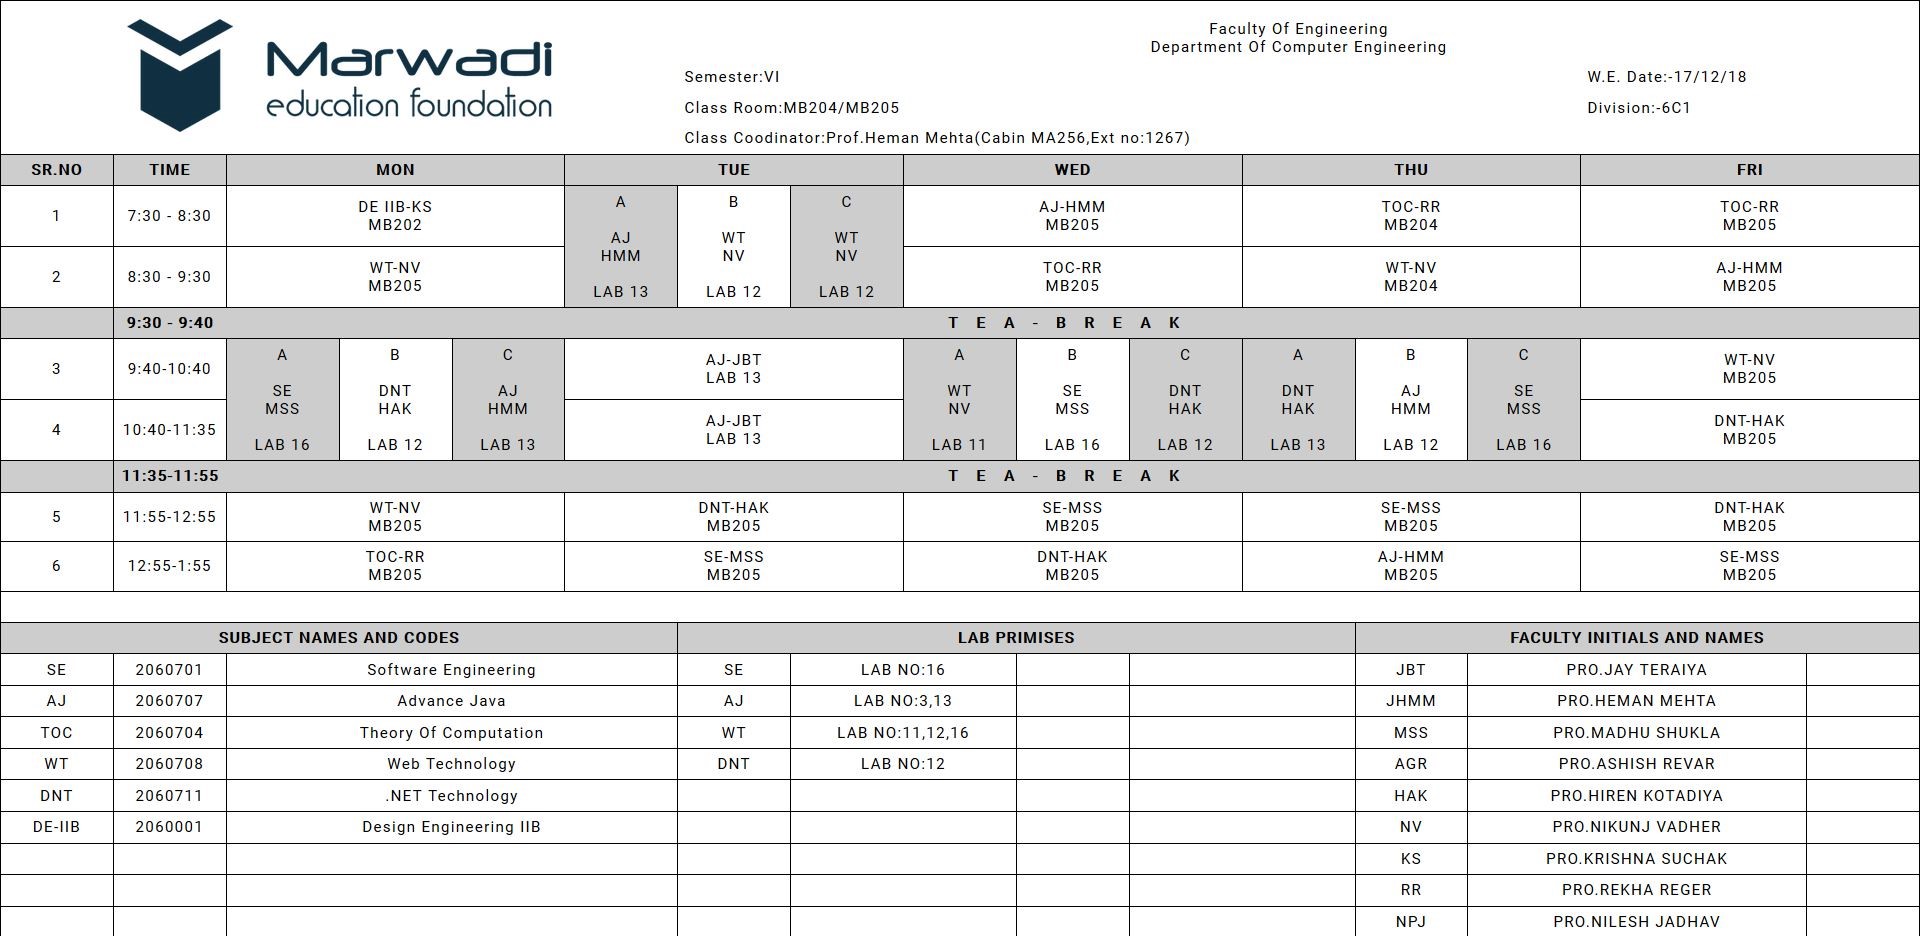 Marwadi
education foundation
Faculty Of Engineering
Department Of Computer Engineering
Semester:VI
W.E. Date:-17/12/18
Class Room:MB204/MB205
Division:-6C1
Class Coodinator:Prof.Heman Mehta(Cabin MA256,Ext no:1267)
SR.NO TIME MON TUE WED THU FRI
1 7:30 - 8:30
DE IIB-KS
MB202
A
AJ
HMM
LAB 13
B
WT
NV
LAB 12
C
WT
NV
LAB 12
AJ-HMM
MB205
TOC-RR
MB204
TOC-RR
MB205
2 8:30 - 9:30
WT-NV
MB205
TOC-RR
MB205
WT-NV
MB204
AJ-HMM
MB205
9:30 - 9:40 T E A - B R E A K
3 9:40-10:40
A
SE
MSS
LAB 16
B
DNT
HAK
LAB 12
C
AJ
HMM
LAB 13
AJ-JBT
LAB 13
A
WT
NV
LAB 11
B
SE
MSS
LAB 16
C
DNT
HAK
LAB 12
A
DNT
HAK
LAB 13
B
AJ
HMM
LAB 12
C
SE
MSS
LAB 16
WT-NV
MB205
4 10:40-11:35
AJ-JBT
LAB 13
DNT-HAK
MB205
11:35-11:55 T E A - B R E A K
5 11:55-12:55
WT-NV
MB205
DNT-HAK
MB205
SE-MSS
MB205
SE-MSS
MB205
DNT-HAK
MB205
6 12:55-1:55
TOC-RR
MB205
SE-MSS
MB205
DNT-HAK
MB205
AJ-HMM
MB205
SE-MSS
MB205
SUBJECT NAMES AND CODES LAB PRIMISES FACULTY INITIALS AND NAMES
SE 2060701 Software Engineering SE LAB NO:16 JBT PRO.JAY TERAIYA
AJ 2060707 Advance Java AJ LAB NO:3,13 JHMM PRO.HEMAN MEHTA
TOC 2060704 Theory Of Computation WT LAB NO:11,12,16 MSS PRO.MADHU SHUKLA
WT 2060708 Web Technology DNT LAB NO:12 AGR PRO.ASHISH REVAR
DNT 2060711 .NET Technology HAK PRO.HIREN KOTADIYA
DE-IIB 2060001 Design Engineering IIB NV PRO.NIKUNJ VADHER
KS PRO.KRISHNA SUCHAK
RR PRO.REKHA REGER
NPJ PRO.NILESH JADHAV